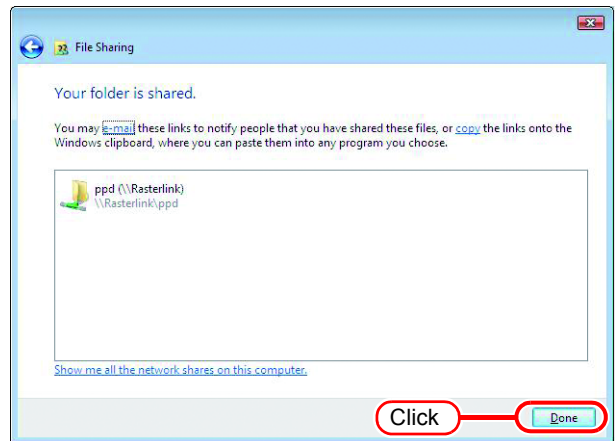 File Sharing
Your folder is shared.
You may e-mail these links to notify people that you have shared these files, or copy the links onto the
Windows clipboard, where you can paste them into any program you choose.
ppd (\\Rasterlink)
\\Rasterlink\ppd
Show me all the network shares on this computer.
Click
Done